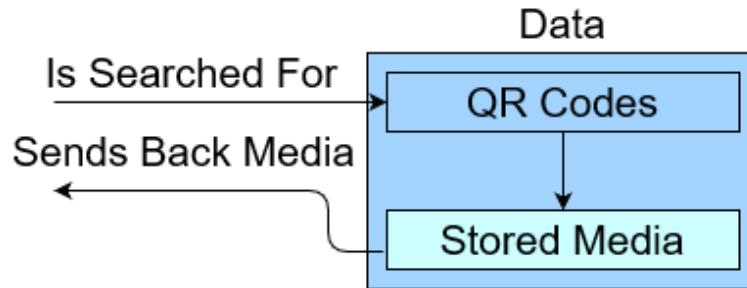 Data
Is Searched For
QR Codes
Sends Back Media
Stored Media